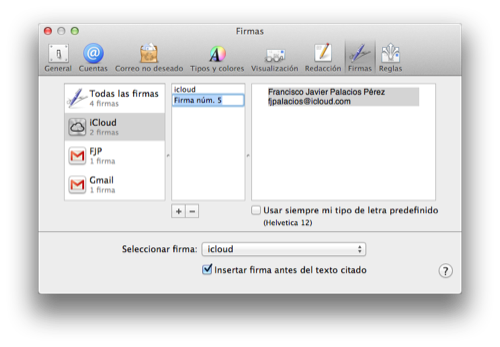 Firmas
General Cuentas Correo no deseado Tipos y colores Visualización Redacción Firmas Reglas
Todas las firmas
4 firmas
iCloud
2 firmas
FJP
1 firma
Gmail
1 firma
icloud
Firma núm. 5
+ −
Francisco Javier Palacios Pérez
fjpalacios@icloud.com
Usar siempre mi tipo de letra predefinido
(Helvetica 12)
Seleccionar firma: icloud
Insertar firma antes del texto citado
?